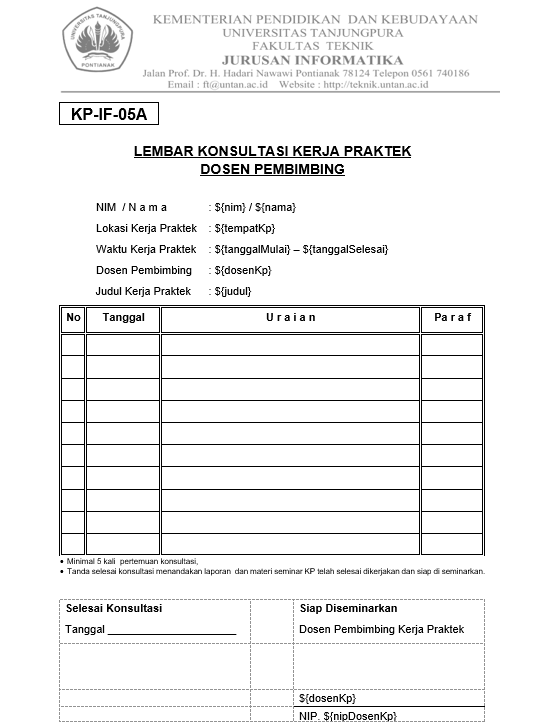 UNIVERSITAS TANJUNGPURA
PONTIANAK
KEMENTERIAN PENDIDIKAN DAN KEBUDAYAAN
UNIVERSITAS TANJUNGPURA
FAKULTAS TEKNIK
JURUSAN INFORMATIKA
Jalan Prof. Dr. H. Hadari Nawawi Pontianak 78124 Telepon 0561 740186
Email : ft@untan.ac.id Website : http://teknik.untan.ac.id
KP-IF-05A
LEMBAR KONSULTASI KERJA PRAKTEK
DOSEN PEMBIMBING
NIM / N a m a : ${nim} / ${nama}
Lokasi Kerja Praktek : ${tempatKp}
Waktu Kerja Praktek : ${tanggalMulai} – ${tanggalSelesai}
Dosen Pembimbing : ${dosenKp}
Judul Kerja Praktek : ${judul}
No Tanggal U r a i a n P a r a f
• Minimal 5 kali pertemuan konsultasi,
• Tanda selesai konsultasi menandakan laporan dan materi seminar KP telah selesai dikerjakan dan siap di seminarkan.
Selesai Konsultasi Siap Diseminarkan
Tanggal ______________________ Dosen Pembimbing Kerja Praktek
${dosenKp}
NIP. ${nipDosenKp}